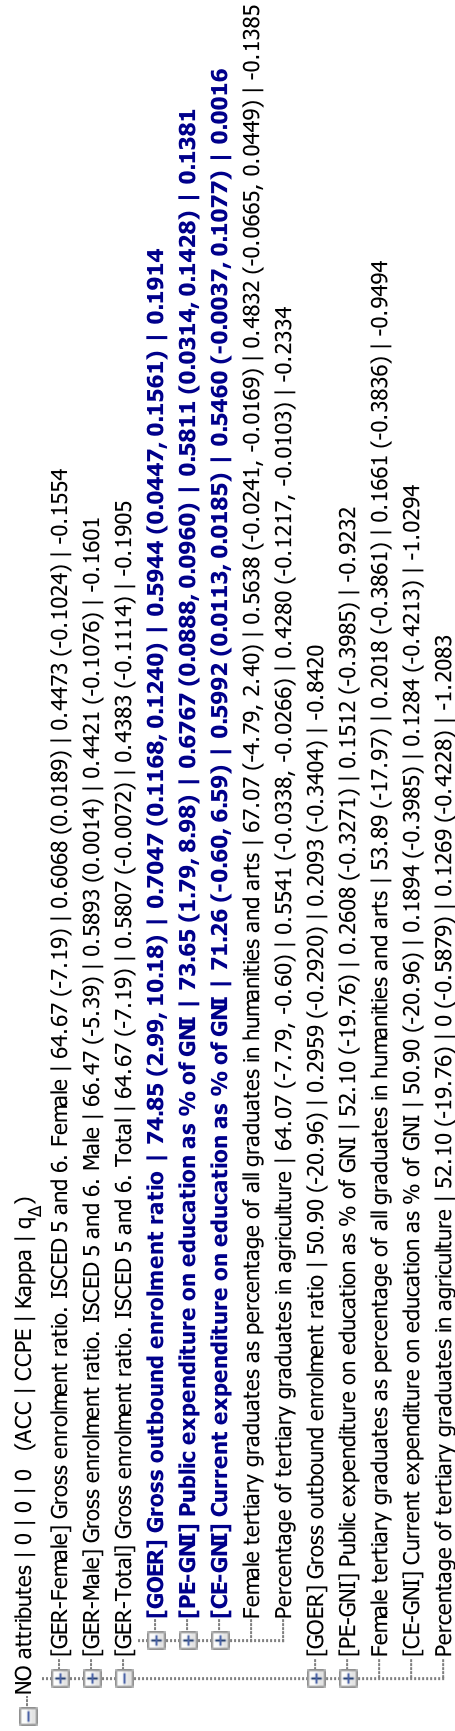 NO attributes | 0 | 0 | 0 (ACC | CCPE | Kappa | qΔ)
[GER-Female] Gross enrolment ratio. ISCED 5 and 6. Female | 64.67 (-7.19) | 0.6068 (0.0189) | 0.4473 (-0.1024) | -0.1554
[GER-Male] Gross enrolment ratio. ISCED 5 and 6. Male | 66.47 (-5.39) | 0.5893 (0.0014) | 0.4421 (-0.1076) | -0.1601
[GER-Total] Gross enrolment ratio. ISCED 5 and 6. Total | 64.67 (-7.19) | 0.5807 (-0.0072) | 0.4383 (-0.1114) | -0.1905
[GOER] Gross outbound enrolment ratio | 74.85 (2.99, 10.18) | 0.7047 (0.1168, 0.1240) | 0.5944 (0.0447, 0.1561) | 0.1914
[PE-GNI] Public expenditure on education as % of GNI | 73.65 (1.79, 8.98) | 0.6767 (0.0888, 0.0960) | 0.5811 (0.0314, 0.1428) | 0.1381
[CE-GNI] Current expenditure on education as % of GNI | 71.26 (-0.60, 6.59) | 0.5992 (0.0113, 0.0185) | 0.5460 (-0.0037, 0.1077) | 0.0016
Female tertiary graduates as percentage of all graduates in humanities and arts | 67.07 (-4.79, 2.40) | 0.5638 (-0.0241, -0.0169) | 0.4832 (-0.0665, 0.0449) | -0.1385
Percentage of tertiary graduates in agriculture | 64.07 (-7.79, -0.60) | 0.5541 (-0.0338, -0.0266) | 0.4280 (-0.1217, -0.0103) | -0.2334
[GOER] Gross outbound enrolment ratio | 50.90 (-20.96) | 0.2959 (-0.2920) | 0.2093 (-0.3404) | -0.8420
[PE-GNI] Public expenditure on education as % of GNI | 52.10 (-19.76) | 0.2608 (-0.3271) | 0.1512 (-0.3985) | -0.9232
Female tertiary graduates as percentage of all graduates in humanities and arts | 53.89 (-17.97) | 0.2018 (-0.3861) | 0.1661 (-0.3836) | -0.9494
[CE-GNI] Current expenditure on education as % of GNI | 50.90 (-20.96) | 0.1894 (-0.3985) | 0.1284 (-0.4213) | -1.0294
Percentage of tertiary graduates in agriculture | 52.10 (-19.76) | 0 (-0.5879) | 0.1269 (-0.4228) | -1.2083